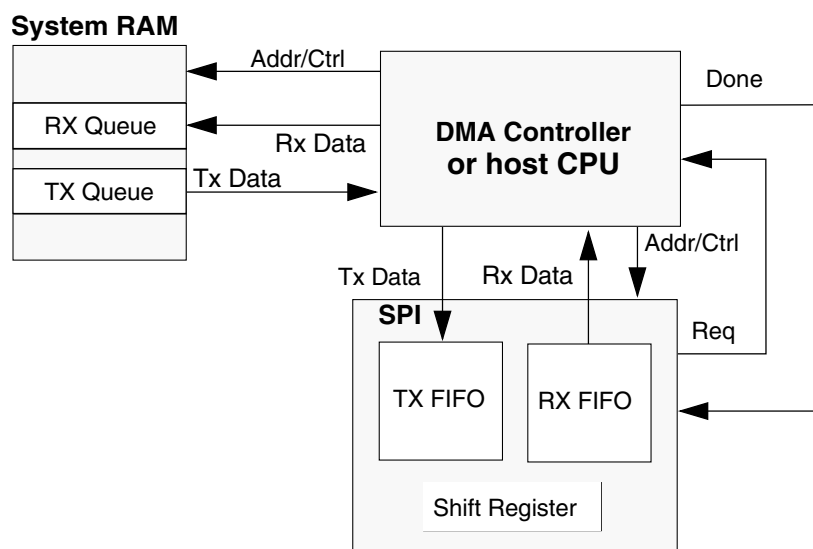 System RAM
Addr/Ctrl
Done
RX Queue
Rx Data
DMA Controller
or host CPU
TX Queue
Tx Data
Addr/Ctrl
Tx Data
Rx Data
SPI
Req
TX FIFO
RX FIFO
Shift Register